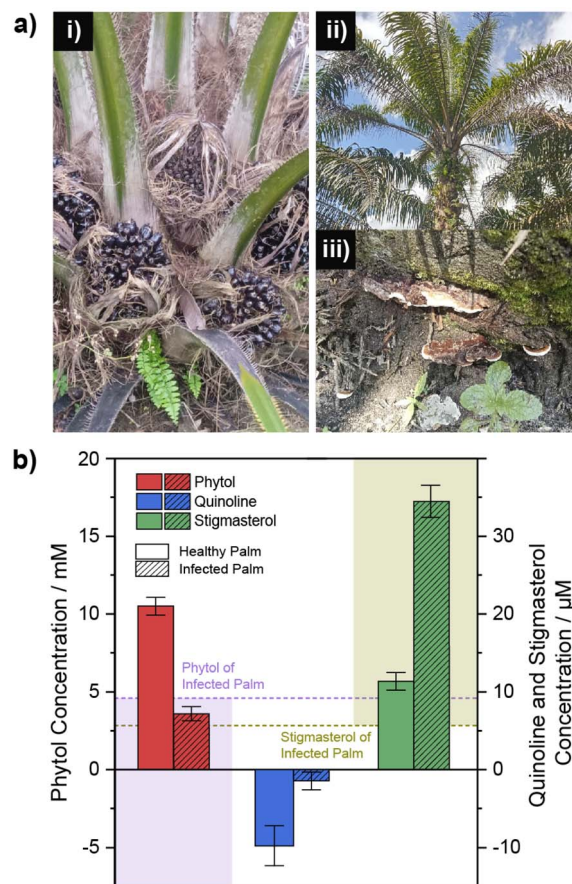 a)
i)
ii)
iii)
b)
Phytol
Quinoline
Stigmasterol
Healthy Palm
Infected Palm
Phytol of
Infected Palm
Stigmasterol of
Infected Palm
Phytol Concentration / mM
20
15
10
5
0
-5
Quinoline and Stigmasterol
Concentration / µM
30
20
10
0
-10